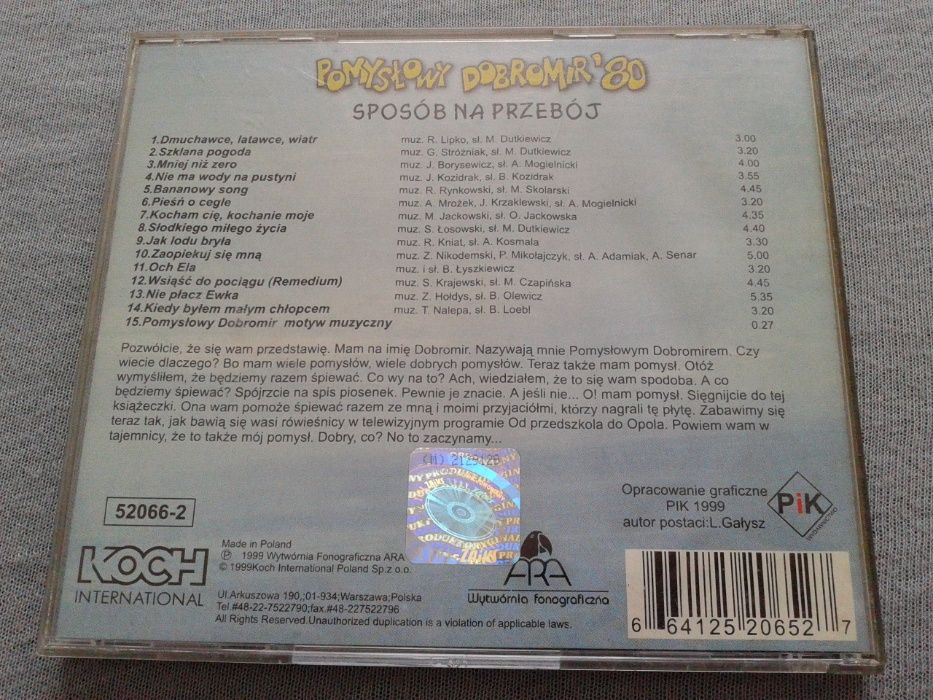 POMYSŁOWY DOBROMIR '80
SPOSÓB NA PRZEBÓJ
1.Dmuchawce, latawce, wiatr muz. R. Lipko, sł. M. Dutkiewicz 3.00
2.Szklana pogoda muz. G. Stróżniak, sł. M. Dutkiewicz 3.20
3.Mniej niż zero muz. J. Borysewicz, sł. A. Mogielnicki 4.00
4.Nie ma wody na pustyni muz. J. Kozidrak, sł. B. Kozidrak 3.55
5.Bananowy song muz. R. Rynkowski, sł. M. Skolarski 4.45
6.Pieśń o cegle muz. A. Mrożek, J. Krzaklewski, sł. A. Mogielnicki 3.20
7.Kocham cię, kochanie moje muz. M. Jackowski, sł. O. Jackowska 4.35
8.Słodkiego miłego życia muz. S. Łosowski, sł. M. Dutkiewicz 4.40
9.Jak lodu bryła muz. R. Kniat, sł. A. Kosmala 3.30
10.Zaopiekuj się mną muz. Z. Nikodemski, P. Mikołajczyk, sł. A. Adamiak, A. Senar 5.00
11.Och Ela muz. i sł. B. Łyszkiewicz 3.20
12.Wsiąść do pociągu (Remedium) muz. S. Krajewski, sł. M. Czapińska 4.45
13.Nie płacz Ewka muz. Z. Hołdys, sł. B. Olewicz 5.35
14.Kiedy byłem małym chłopcem muz. T. Nalepa, sł. B. Loebl 3.20
15.Pomysłowy Dobromir motyw muzyczny 0.27
Pozwólcie, że się wam przedstawię. Mam na imię Dobromir. Nazywają mnie Pomysłowym Dobromirem. Czy
wiecie dlaczego? Bo mam wiele pomysłów, wiele dobrych pomysłów. Teraz także mam pomysł. Otóż
wymyśliłem, że będziemy razem śpiewać. Co wy na to? Ach, wiedziałem, że to się wam spodoba. A co
będziemy śpiewać? Spójrzcie na spis piosenek. Pewnie je znacie. A jeśli nie... O! mam pomysł. Sięgnijcie do tej
książeczki. Ona wam pomoże śpiewać razem ze mną i moimi przyjaciółmi, którzy nagrali tę płytę. Zabawimy się
teraz tak, jak bawią się wasi rówieśnicy w telewizyjnym programie Od przedszkola do Opola. Powiem wam w
tajemnicy, że to także mój pomysł. Dobry, co? No to zaczynamy...
Opracowanie graficzne
PIK 1999
autor postaci:L.Gałysz
PiK
WYDAWNICTWO
52066-2
KOCH
INTERNATIONAL
Made in Poland
℗ 1999 Wytwórnia Fonograficzna ARA
© 1999Koch International Poland Sp.z o.o.
Ul.Arkuszowa 190,;01-934;Warszawa;Polska
Tel.#48-22-7522790;fax.#48-227522796
All Rights Reserved.Unauthorized duplication is a violation of applicable laws.
ARA
Wytwórnia fonograficzna
6 64125 20652 7